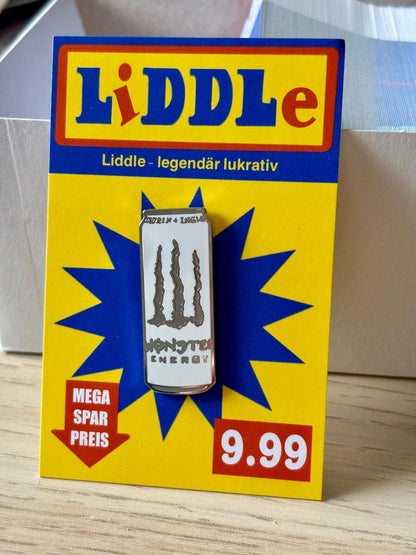 LiDDLe
Liddle - legendär lukrativ
MONSTER
ENERGY
MEGA
SPAR
PREIS
9.99